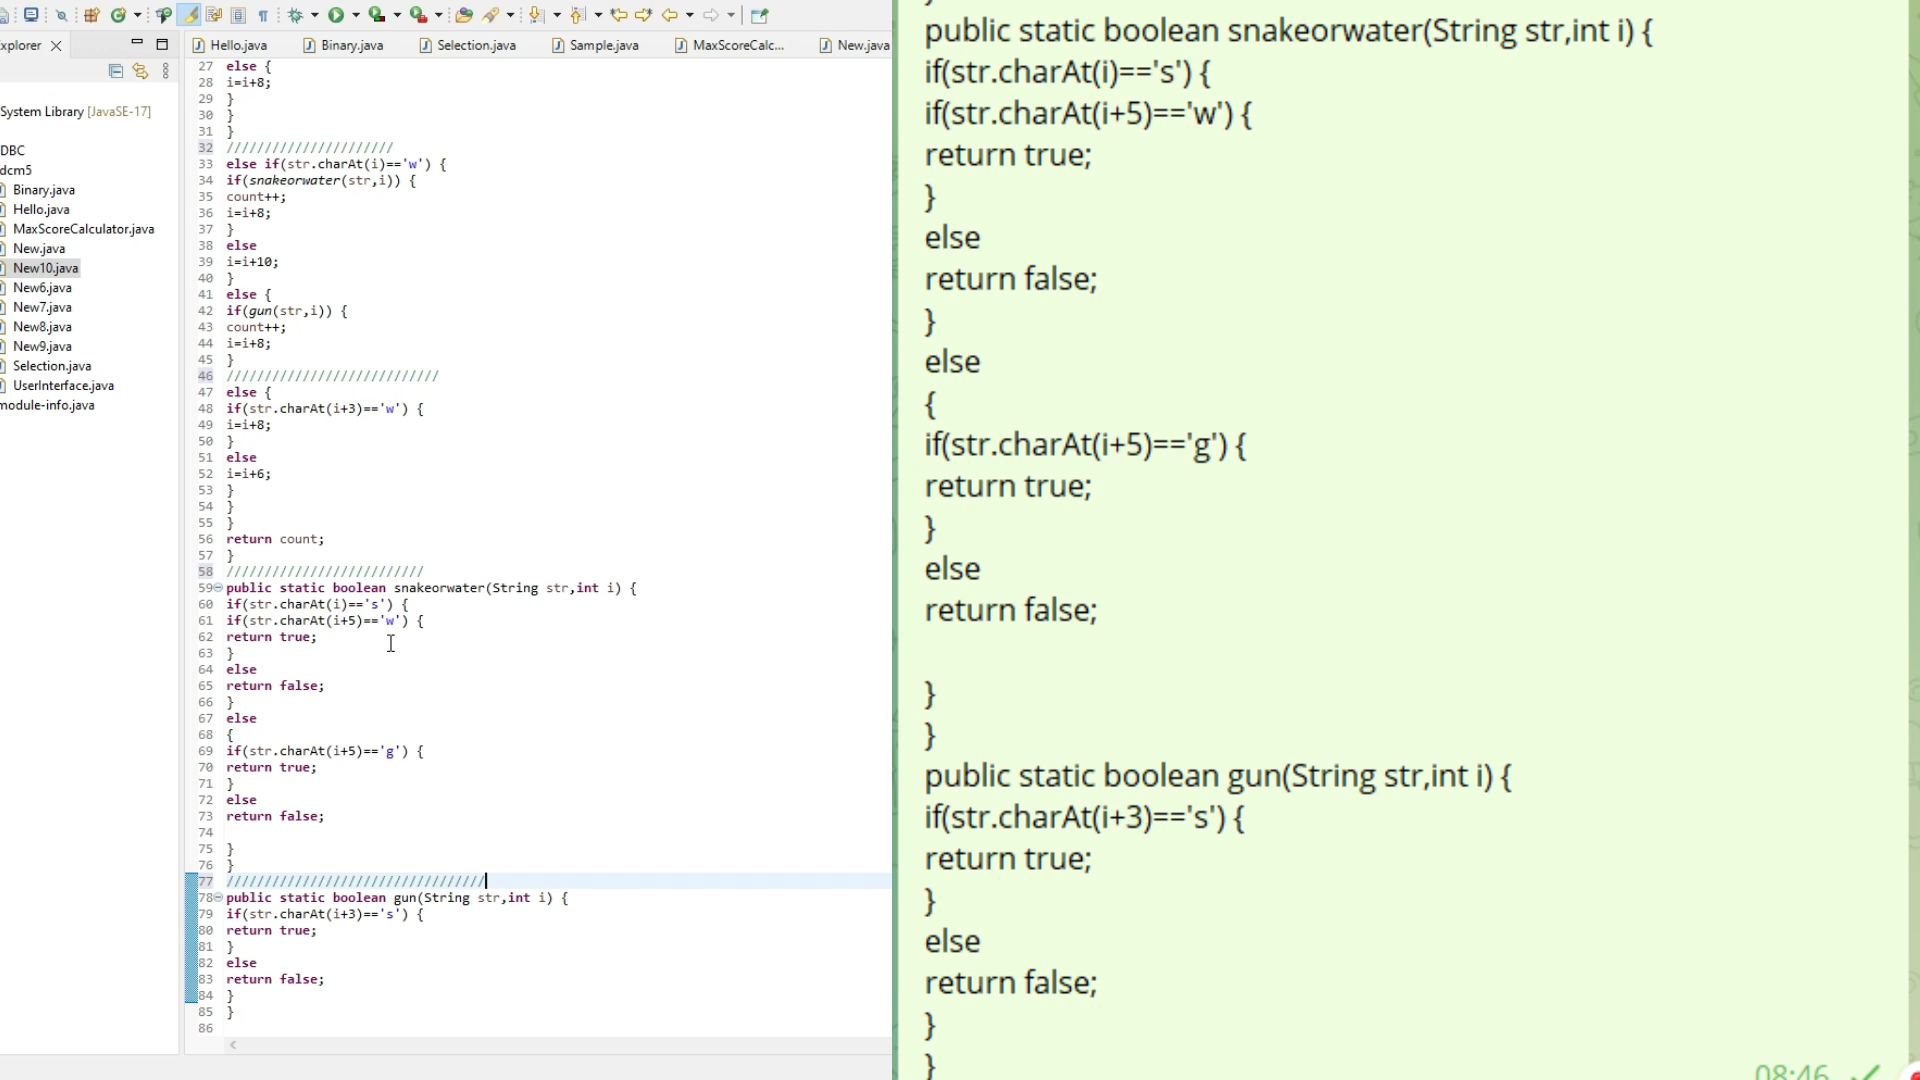 xplorer
Hello.java
Binary.java
Selection.java
Sample.java
MaxScoreCalc...
New.java
System Library [JavaSE-17]
DBC
dcm5
Binary.java
Hello.java
MaxScoreCalculator.java
New.java
New10.java
New6.java
New7.java
New8.java
New9.java
Selection.java
UserInterface.java
module-info.java
27 else {
28 i=i+8;
29 }
30 }
31 }
32 //////////////////////
33 else if(str.charAt(i)=='w') {
34 if(snakeorwater(str,i)) {
35 count++;
36 i=i+8;
37 }
38 else
39 i=i+10;
40 }
41 else {
42 if(gun(str,i)) {
43 count++;
44 i=i+8;
45 }
46 ////////////////////////////
47 else {
48 if(str.charAt(i+3)=='w') {
49 i=i+8;
50 }
51 else
52 i=i+6;
53 }
54 }
55 }
56 return count;
57 }
58 //////////////////////////
59 public static boolean snakeorwater(String str,int i) {
60 if(str.charAt(i)=='s') {
61 if(str.charAt(i+5)=='w') {
62 return true;
63 }
64 else
65 return false;
66 }
67 else
68 {
69 if(str.charAt(i+5)=='g') {
70 return true;
71 }
72 else
73 return false;
74
75 }
76 }
77 //////////////////////////////////
78 public static boolean gun(String str,int i) {
79 if(str.charAt(i+3)=='s') {
80 return true;
81 }
82 else
83 return false;
84 }
85 }
86
public static boolean snakeorwater(String str,int i) {
if(str.charAt(i)=='s') {
if(str.charAt(i+5)=='w') {
return true;
}
else
return false;
}
else
{
if(str.charAt(i+5)=='g') {
return true;
}
else
return false;
}
}
public static boolean gun(String str,int i) {
if(str.charAt(i+3)=='s') {
return true;
}
else
return false;
}
}
08:46